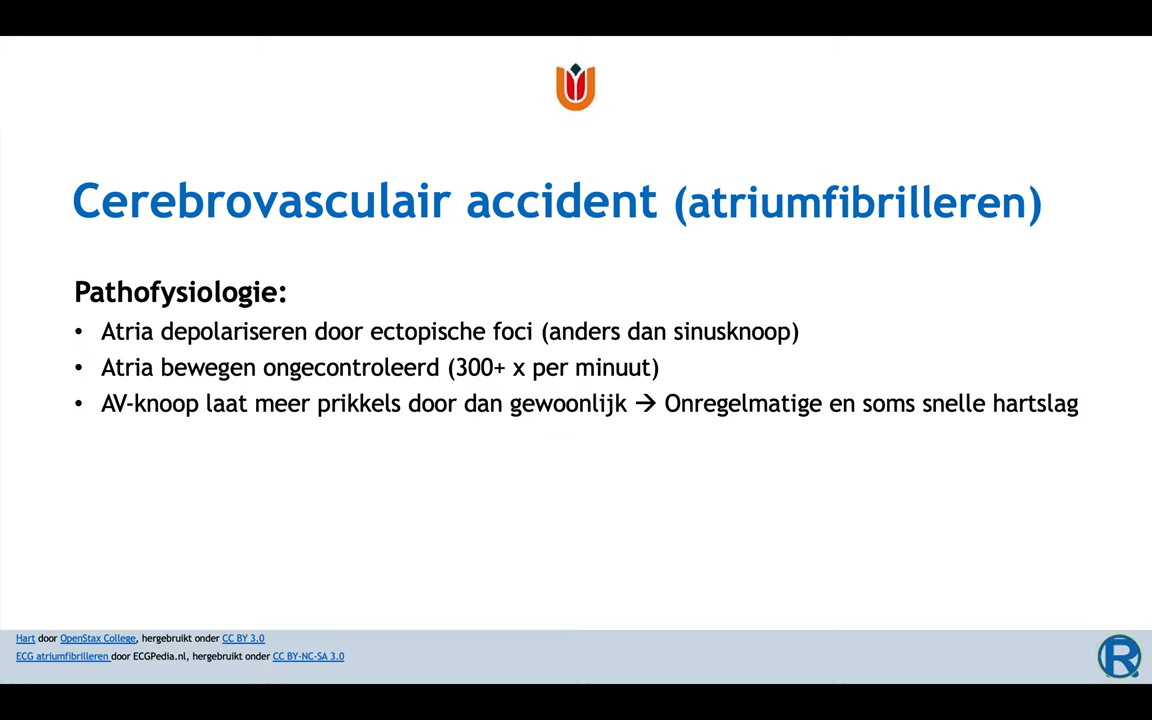 Cerebrovasculair accident (atriumfibrilleren)
Pathofysiologie:
• Atria depolariseren door ectopische foci (anders dan sinusknoop)
• Atria bewegen ongecontroleerd (300+ x per minuut)
• AV-knoop laat meer prikkels door dan gewoonlijk → Onregelmatige en soms snelle hartslag
Hart door OpenStax College, hergebruikt onder CC BY 3.0
ECG atriumfibrilleren door ECGPedia.nl, hergebruikt onder CC BY-NC-SA 3.0
R